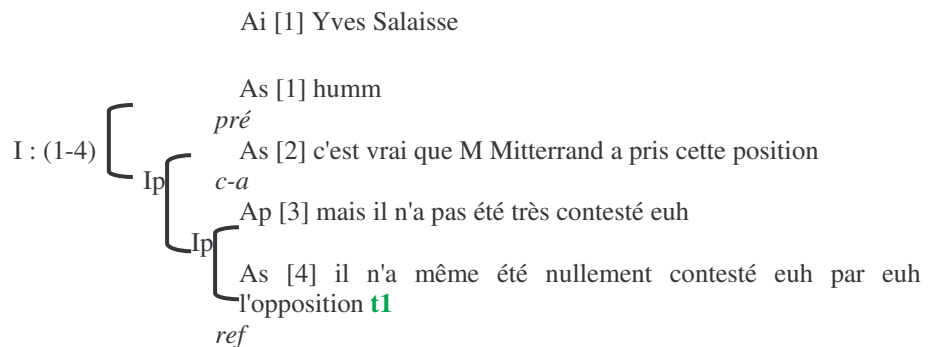 Ai [1] Yves Salaisse
As [1] humm
pré
I : (1-4)
As [2] c'est vrai que M Mitterrand a pris cette position
Ip
c-a
Ap [3] mais il n'a pas été très contesté euh
Ip
As [4] il n'a même été nullement contesté euh par euh
l'opposition t1
ref